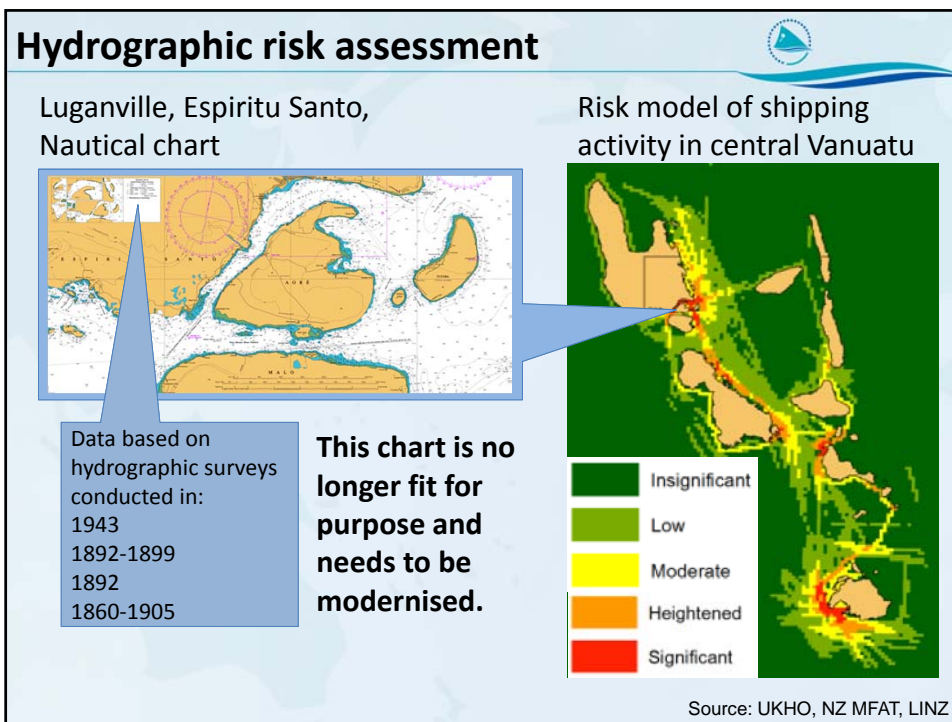 Hydrographic risk assessment
Luganville, Espiritu Santo,
Nautical chart
Risk model of shipping
activity in central Vanuatu
ESPIRITU SANTO
AORÉ
MALO
Data based on
hydrographic surveys
conducted in:
1943
1892-1899
1892
1860-1905
This chart is no
longer fit for
purpose and
needs to be
modernised.
Insignificant
Low
Moderate
Heightened
Significant
Source: UKHO, NZ MFAT, LINZ